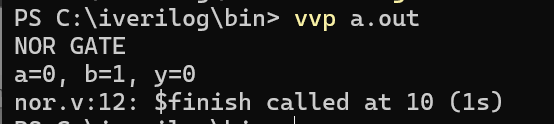 PS C:\iverilog\bin> vvp a.out
NOR GATE
a=0, b=1, y=0
nor.v:12: $finish called at 10 (1s)